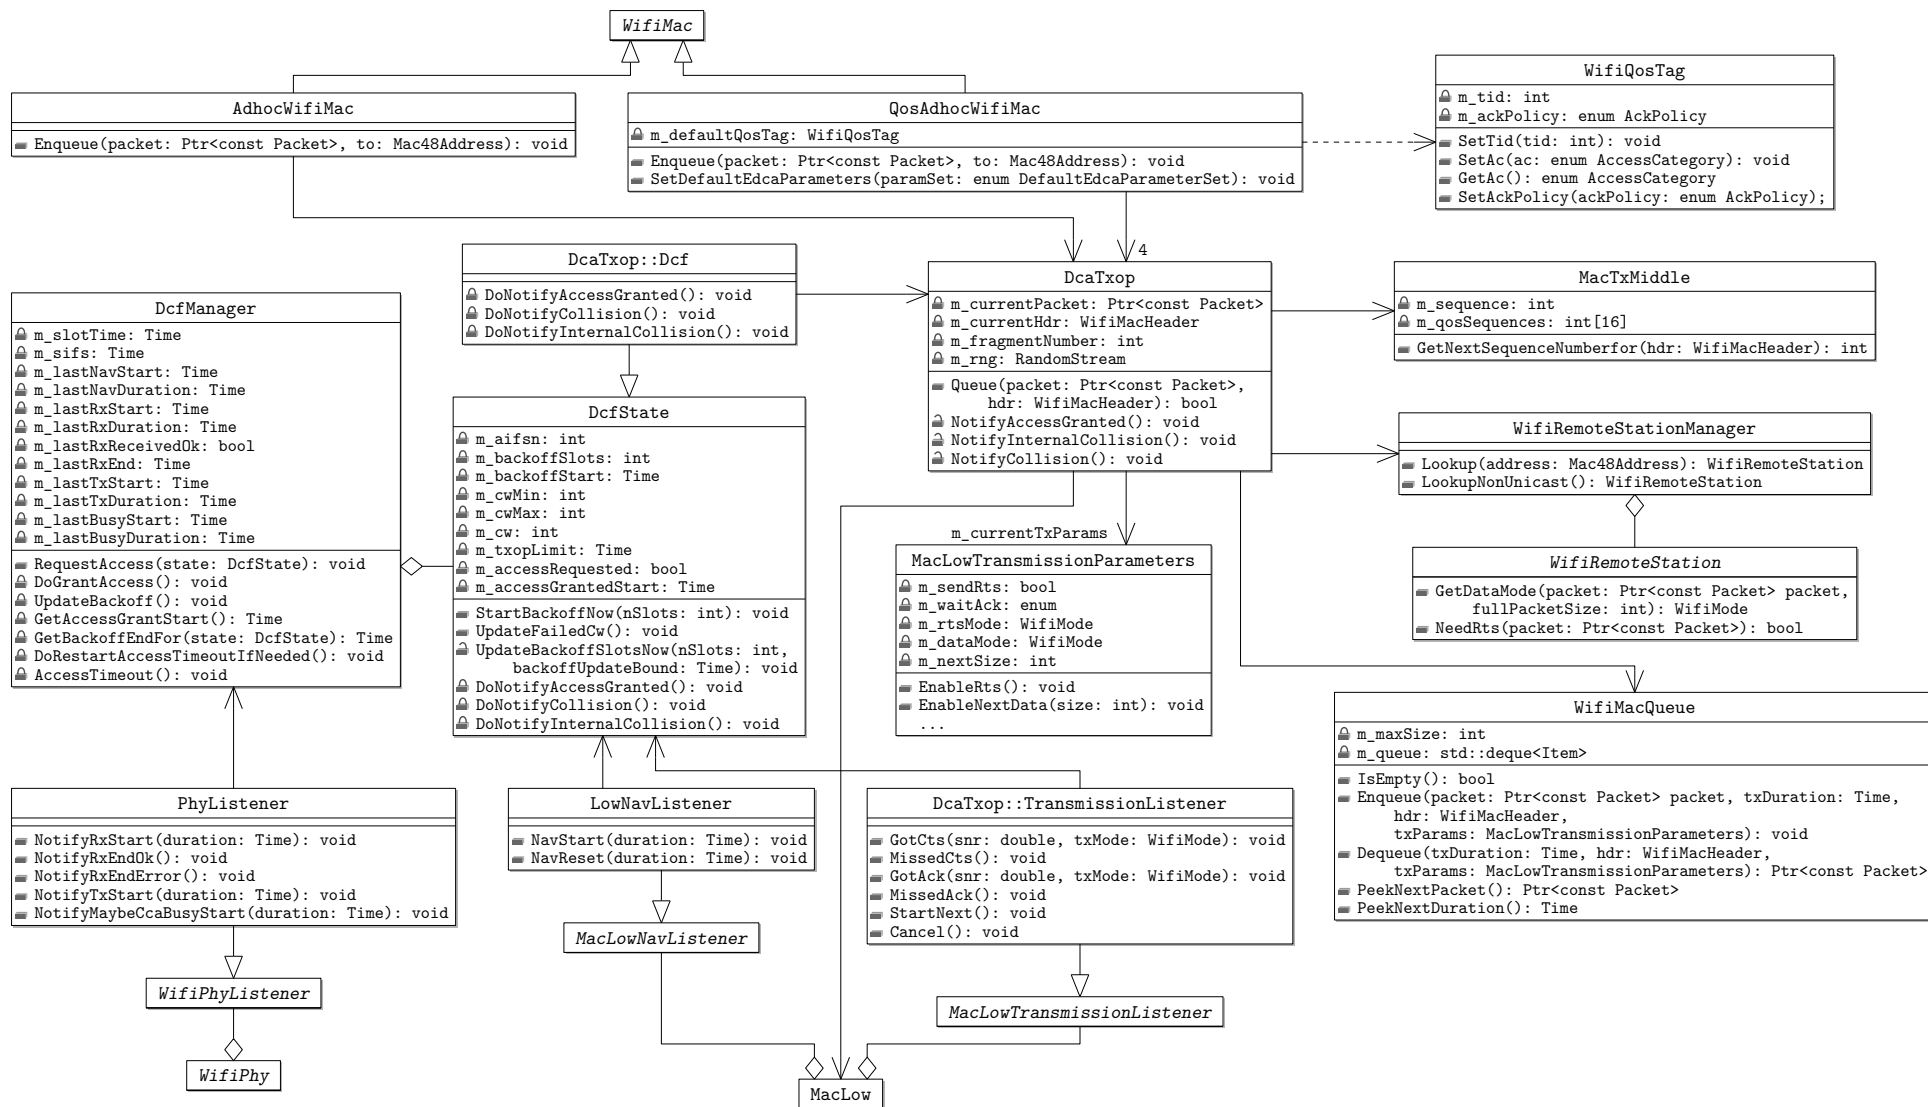 WifiMac
AdhocWifiMac
Enqueue(packet: Ptr<const Packet>, to: Mac48Address): void
QosAdhocWifiMac
m_defaultQosTag: WifiQosTag
Enqueue(packet: Ptr<const Packet>, to: Mac48Address): void
SetDefaultEdcaParameters(paramSet: enum DefaultEdcaParameterSet): void
WifiQosTag
m_tid: int
m_ackPolicy: enum AckPolicy
SetTid(tid: int): void
SetAc(ac: enum AccessCategory): void
GetAc(): enum AccessCategory
SetAckPolicy(ackPolicy: enum AckPolicy);
DcfManager
m_slotTime: Time
m_sifs: Time
m_lastNavStart: Time
m_lastNavDuration: Time
m_lastRxStart: Time
m_lastRxDuration: Time
m_lastRxReceivedOk: bool
m_lastRxEnd: Time
m_lastTxStart: Time
m_lastTxDuration: Time
m_lastBusyStart: Time
m_lastBusyDuration: Time
RequestAccess(state: DcfState): void
DoGrantAccess(): void
UpdateBackoff(): void
GetAccessGrantStart(): Time
GetBackoffEndFor(state: DcfState): Time
DoRestartAccessTimeoutIfNeeded(): void
AccessTimeout(): void
DcaTxop::Dcf
DoNotifyAccessGranted(): void
DoNotifyCollision(): void
DoNotifyInternalCollision(): void
DcfState
m_aifsn: int
m_backoffSlots: int
m_backoffStart: Time
m_cwMin: int
m_cwMax: int
m_cw: int
m_txopLimit: Time
m_accessRequested: bool
m_accessGrantedStart: Time
StartBackoffNow(nSlots: int): void
UpdateFailedCw(): void
UpdateBackoffSlotsNow(nSlots: int,
backoffUpdateBound: Time): void
DoNotifyAccessGranted(): void
DoNotifyCollision(): void
DoNotifyInternalCollision(): void
4
DcaTxop
m_currentPacket: Ptr<const Packet>
m_currentHdr: WifiMacHeader
m_fragmentNumber: int
m_rng: RandomStream
Queue(packet: Ptr<const Packet>,
hdr: WifiMacHeader): bool
NotifyAccessGranted(): void
NotifyInternalCollision(): void
NotifyCollision(): void
MacTxMiddle
m_sequence: int
m_qosSequences: int[16]
GetNextSequenceNumberfor(hdr: WifiMacHeader): int
WifiRemoteStationManager
Lookup(address: Mac48Address): WifiRemoteStation
LookupNonUnicast(): WifiRemoteStation
WifiRemoteStation
GetDataMode(packet: Ptr<const Packet> packet,
fullPacketSize: int): WifiMode
NeedRts(packet: Ptr<const Packet>): bool
m_currentTxParams
MacLowTransmissionParameters
m_sendRts: bool
m_waitAck: enum
m_rtsMode: WifiMode
m_dataMode: WifiMode
m_nextSize: int
EnableRts(): void
EnableNextData(size: int): void
...
WifiMacQueue
m_maxSize: int
m_queue: std::deque<Item>
IsEmpty(): bool
Enqueue(packet: Ptr<const Packet> packet, txDuration: Time,
hdr: WifiMacHeader,
txParams: MacLowTransmissionParameters): void
Dequeue(txDuration: Time, hdr: WifiMacHeader,
txParams: MacLowTransmissionParameters): Ptr<const Packet>
PeekNextPacket(): Ptr<const Packet>
PeekNextDuration(): Time
PhyListener
NotifyRxStart(duration: Time): void
NotifyRxEndOk(): void
NotifyRxEndError(): void
NotifyTxStart(duration: Time): void
NotifyMaybeCcaBusyStart(duration: Time): void
LowNavListener
NavStart(duration: Time): void
NavReset(duration: Time): void
DcaTxop::TransmissionListener
GotCts(snr: double, txMode: WifiMode): void
MissedCts(): void
GotAck(snr: double, txMode: WifiMode): void
MissedAck(): void
StartNext(): void
Cancel(): void
MacLowNavListener
WifiPhyListener
MacLowTransmissionListener
WifiPhy
MacLow